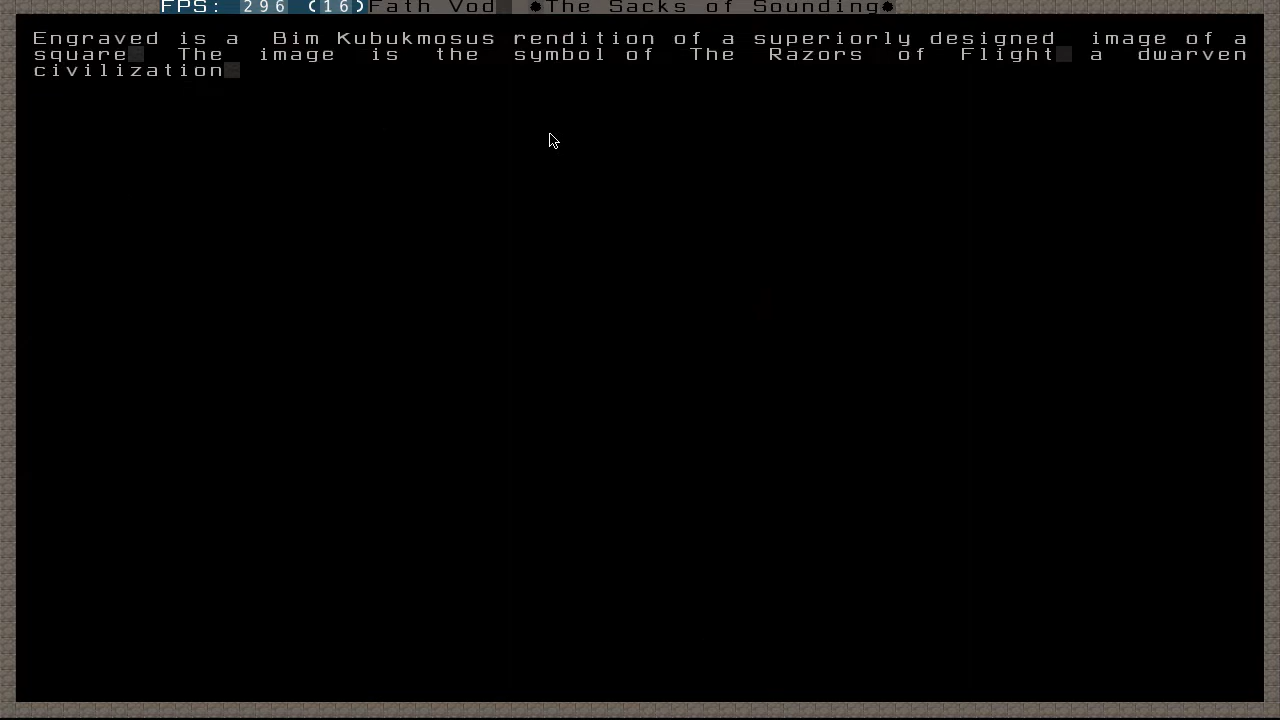 FPS: 296 (16) Fath Vod ☼The Sacks of Sounding☼
Engraved is a Bim Kubukmosus rendition of a superiorly designed image of a
square The image is the symbol of The Razors of Flight a dwarven
civilization